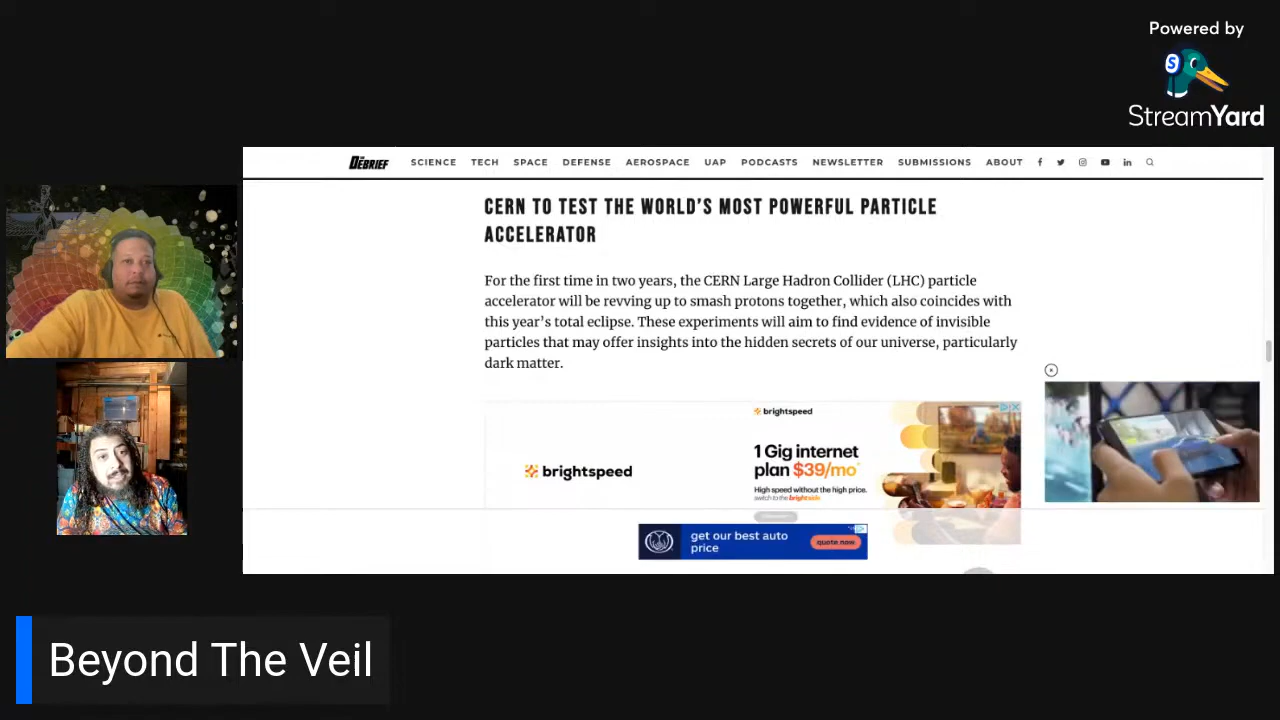 Powered by
StreamYard
THE DEBRIEF
SCIENCE TECH SPACE DEFENSE AEROSPACE UAP PODCASTS NEWSLETTER SUBMISSIONS ABOUT
CERN TO TEST THE WORLD'S MOST POWERFUL PARTICLE
ACCELERATOR
For the first time in two years, the CERN Large Hadron Collider (LHC) particle
accelerator will be revving up to smash protons together, which also coincides with
this year's total eclipse. These experiments will aim to find evidence of invisible
particles that may offer insights into the hidden secrets of our universe, particularly
dark matter.
brightspeed
brightspeed
1 Gig internet
plan $39/mo*
High speed without the high price.
switch to the brightside
get our best auto
price
quote now
Beyond The Veil